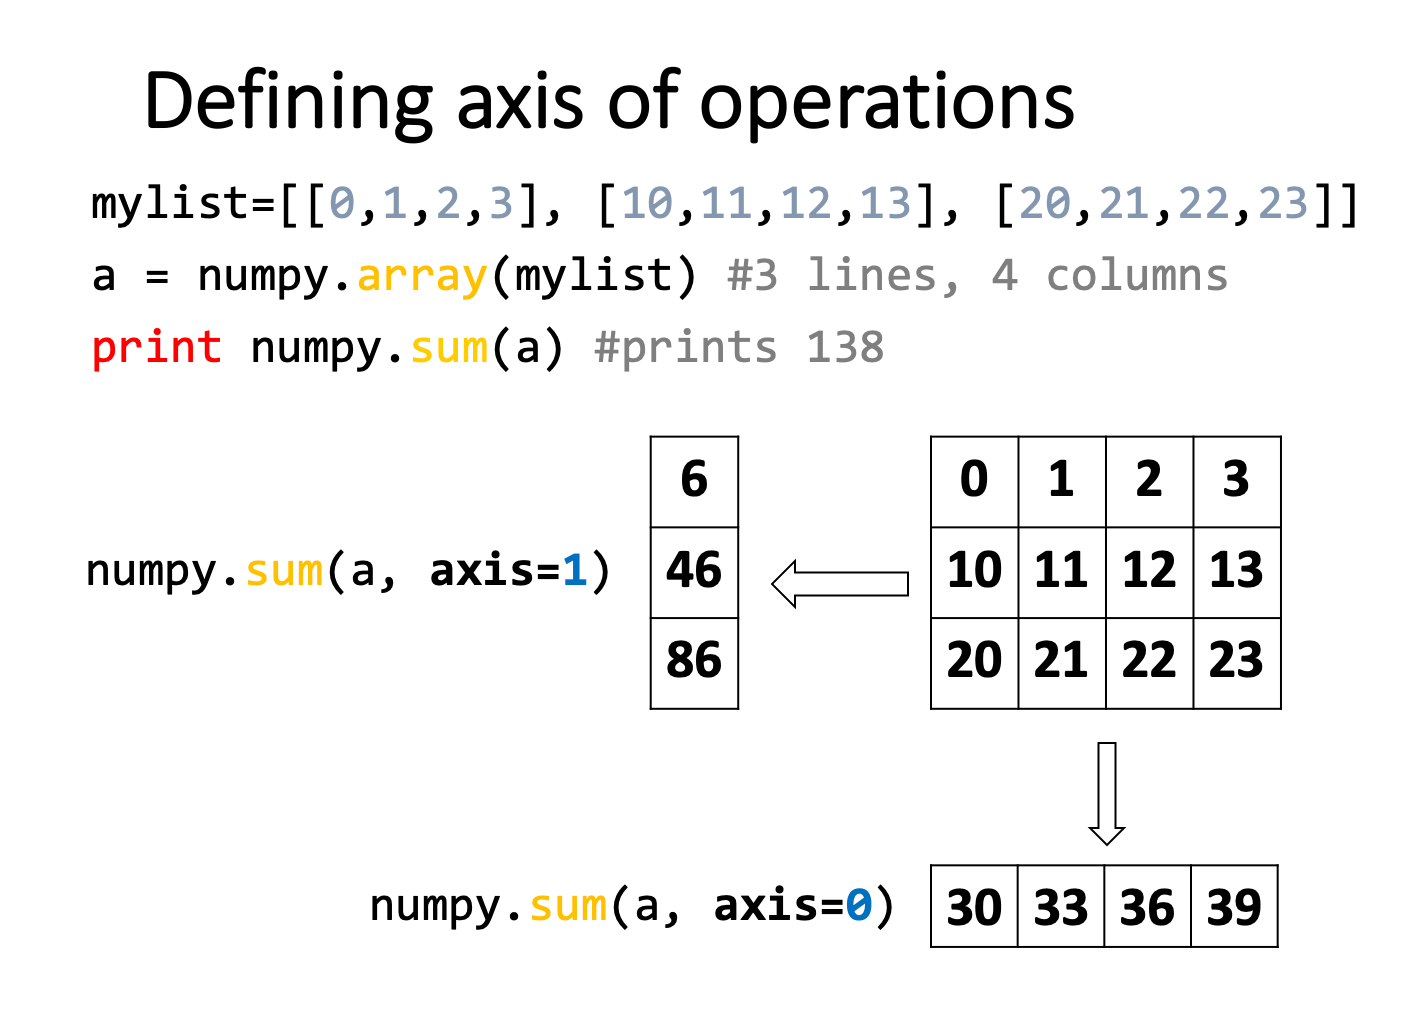 Defining axis of operations
mylist=[[0,1,2,3], [10,11,12,13], [20,21,22,23]]
a = numpy.array(mylist) #3 lines, 4 columns
print numpy.sum(a) #prints 138
6
0 1 2 3
numpy.sum(a, axis=1)
46
10 11 12 13
86
20 21 22 23
numpy.sum(a, axis=0)
30 33 36 39